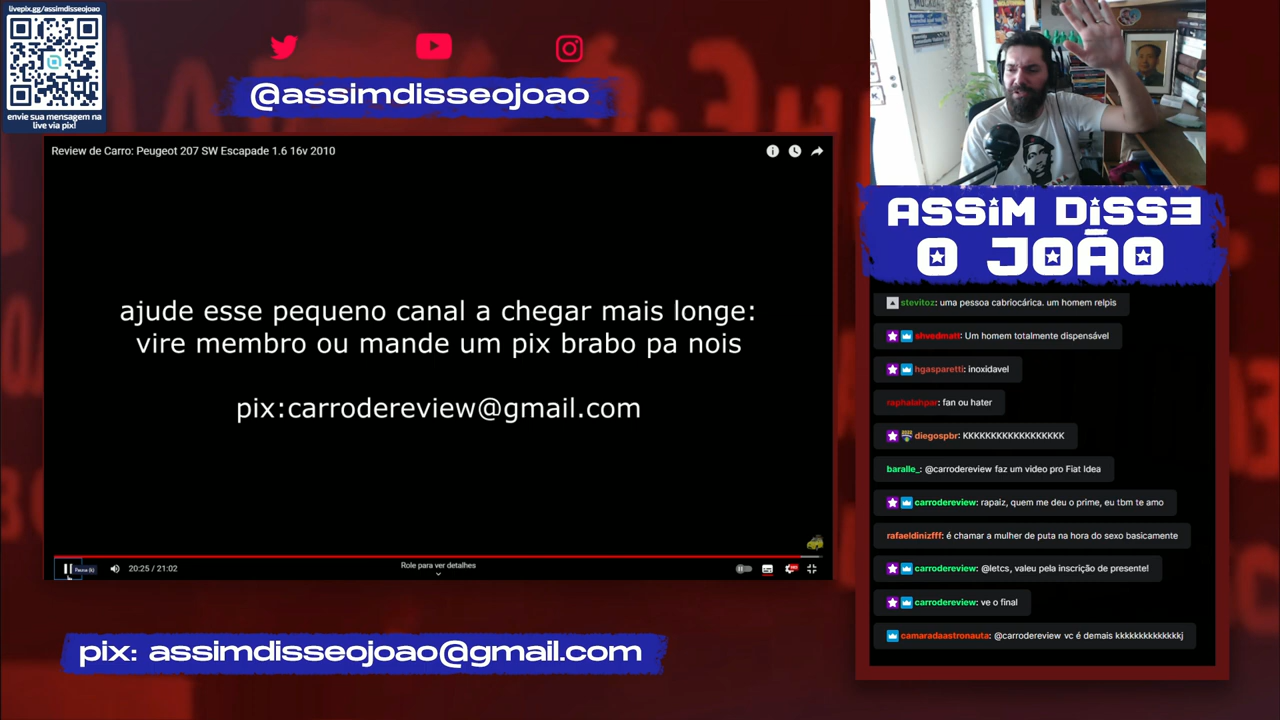 livepix.gg/assimdisseojoao
envie sua mensagem na
live via pix!
@assimdisseojoao
Review de Carro: Peugeot 207 SW Escapade 1.6 16v 2010
ajude esse pequeno canal a chegar mais longe:
vire membro ou mande um pix brabo pa nois
pix:carrodereview@gmail.com
20:25 / 21:02
Role para ver detalhes
pix: assimdisseojoao@gmail.com
ASSIM DISSE
O JOÃO
stevitoz: uma pessoa cabriocárica. um homem relpis
shvedmatt: Um homem totalmente dispensável
hgasparetti: inoxidavel
raphalahpar: fan ou hater
diegospbr: KKKKKKKKKKKKKKKKKK
baralle_: @carrodereview faz um video pro Fiat Idea
carrodereview: rapaiz, quem me deu o prime, eu tbm te amo
rafaeldinizfff: é chamar a mulher de puta na hora do sexo basicamente
carrodereview: @letcs, valeu pela inscrição de presente!
carrodereview: ve o final
camaradaastronauta: @carrodereview vc é demais kkkkkkkkkkkkkkj